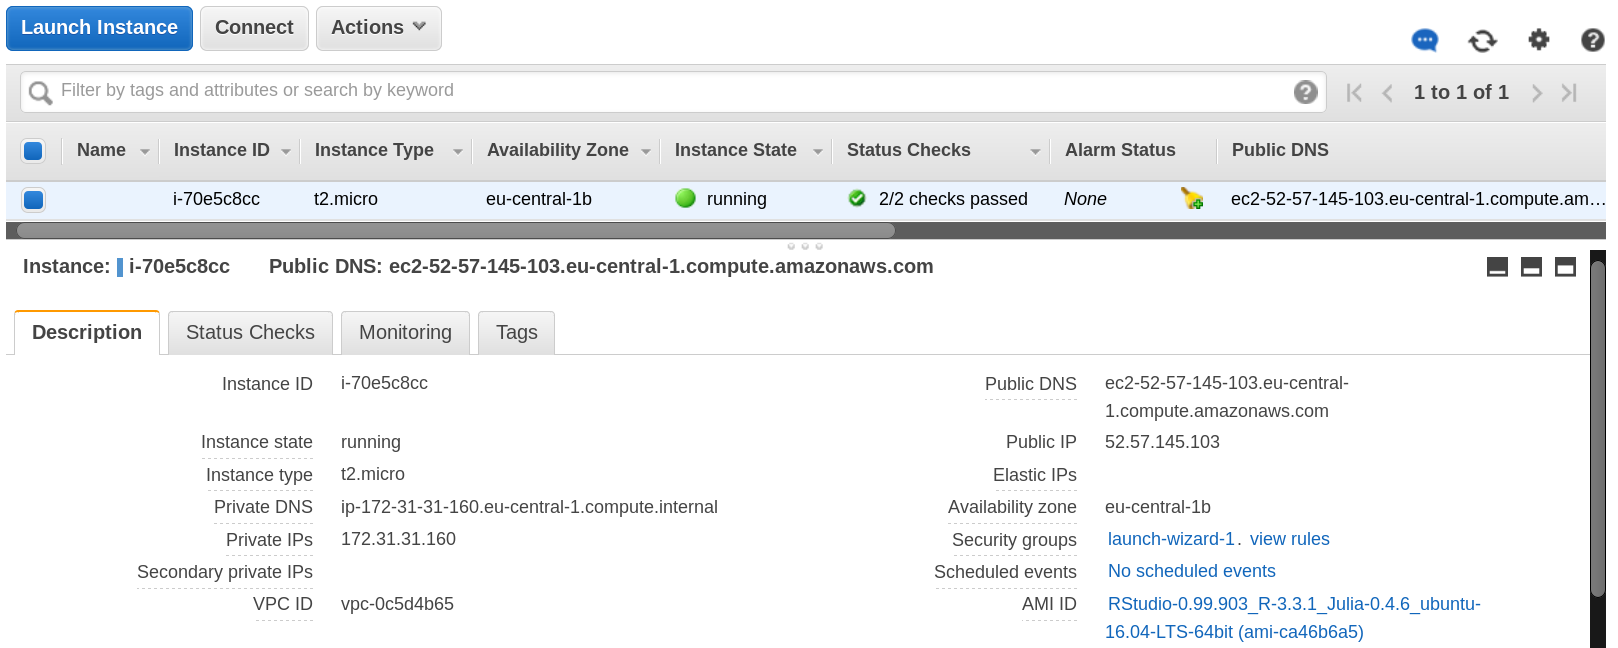 Launch Instance Connect Actions
Filter by tags and attributes or search by keyword ? 1 to 1 of 1
Name Instance ID Instance Type Availability Zone Instance State Status Checks Alarm Status Public DNS
i-70e5c8cc t2.micro eu-central-1b running 2/2 checks passed None ec2-52-57-145-103.eu-central-1.compute.am…
Instance: i-70e5c8cc Public DNS: ec2-52-57-145-103.eu-central-1.compute.amazonaws.com
Description Status Checks Monitoring Tags
Instance ID i-70e5c8cc Public DNS ec2-52-57-145-103.eu-central-
1.compute.amazonaws.com
Instance state running Public IP 52.57.145.103
Instance type t2.micro Elastic IPs
Private DNS ip-172-31-31-160.eu-central-1.compute.internal Availability zone eu-central-1b
Private IPs 172.31.31.160 Security groups launch-wizard-1. view rules
Secondary private IPs Scheduled events No scheduled events
VPC ID vpc-0c5d4b65 AMI ID RStudio-0.99.903_R-3.3.1_Julia-0.4.6_ubuntu-
16.04-LTS-64bit (ami-ca46b6a5)